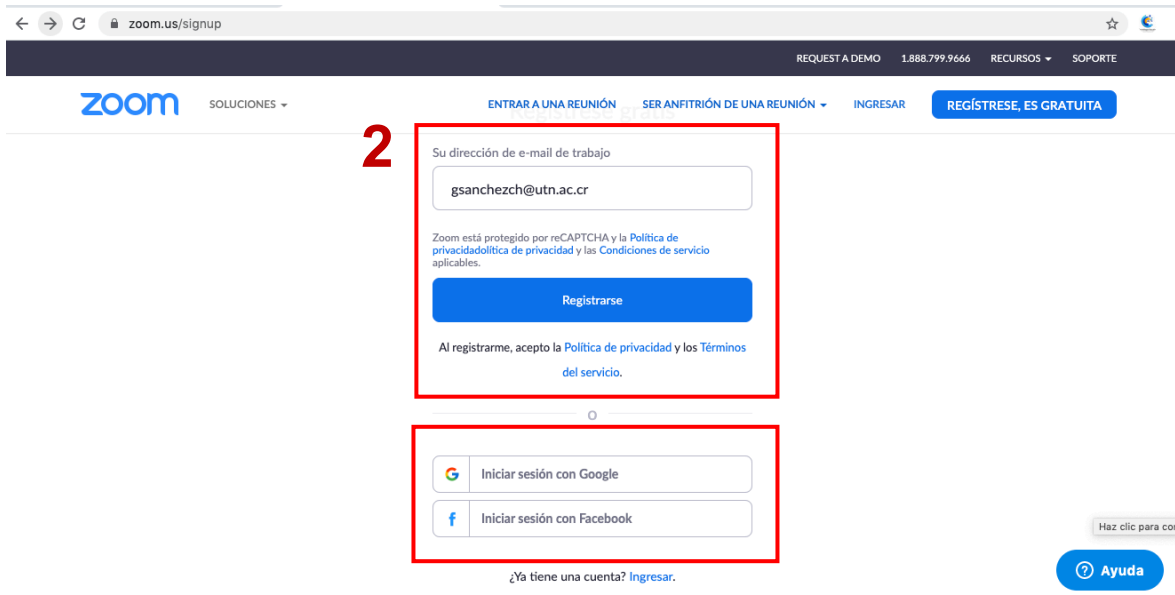 zoom.us/signup
REQUEST A DEMO 1.888.799.9666 RECURSOS SOPORTE
zoom SOLUCIONES ENTRAR A UNA REUNIÓN SER ANFITRIÓN DE UNA REUNIÓN INGRESAR REGÍSTRESE, ES GRATUITA
Regístrese gratis
2
Su dirección de e-mail de trabajo
gsanchezch@utn.ac.cr
Zoom está protegido por reCAPTCHA y la Política de
privacidadolítica de privacidad y las Condiciones de servicio
aplicables.
Registrarse
Al registrarme, acepto la Política de privacidad y los Términos
del servicio.
O
G Iniciar sesión con Google
f Iniciar sesión con Facebook
Haz clic para co
¿Ya tiene una cuenta? Ingresar.
? Ayuda